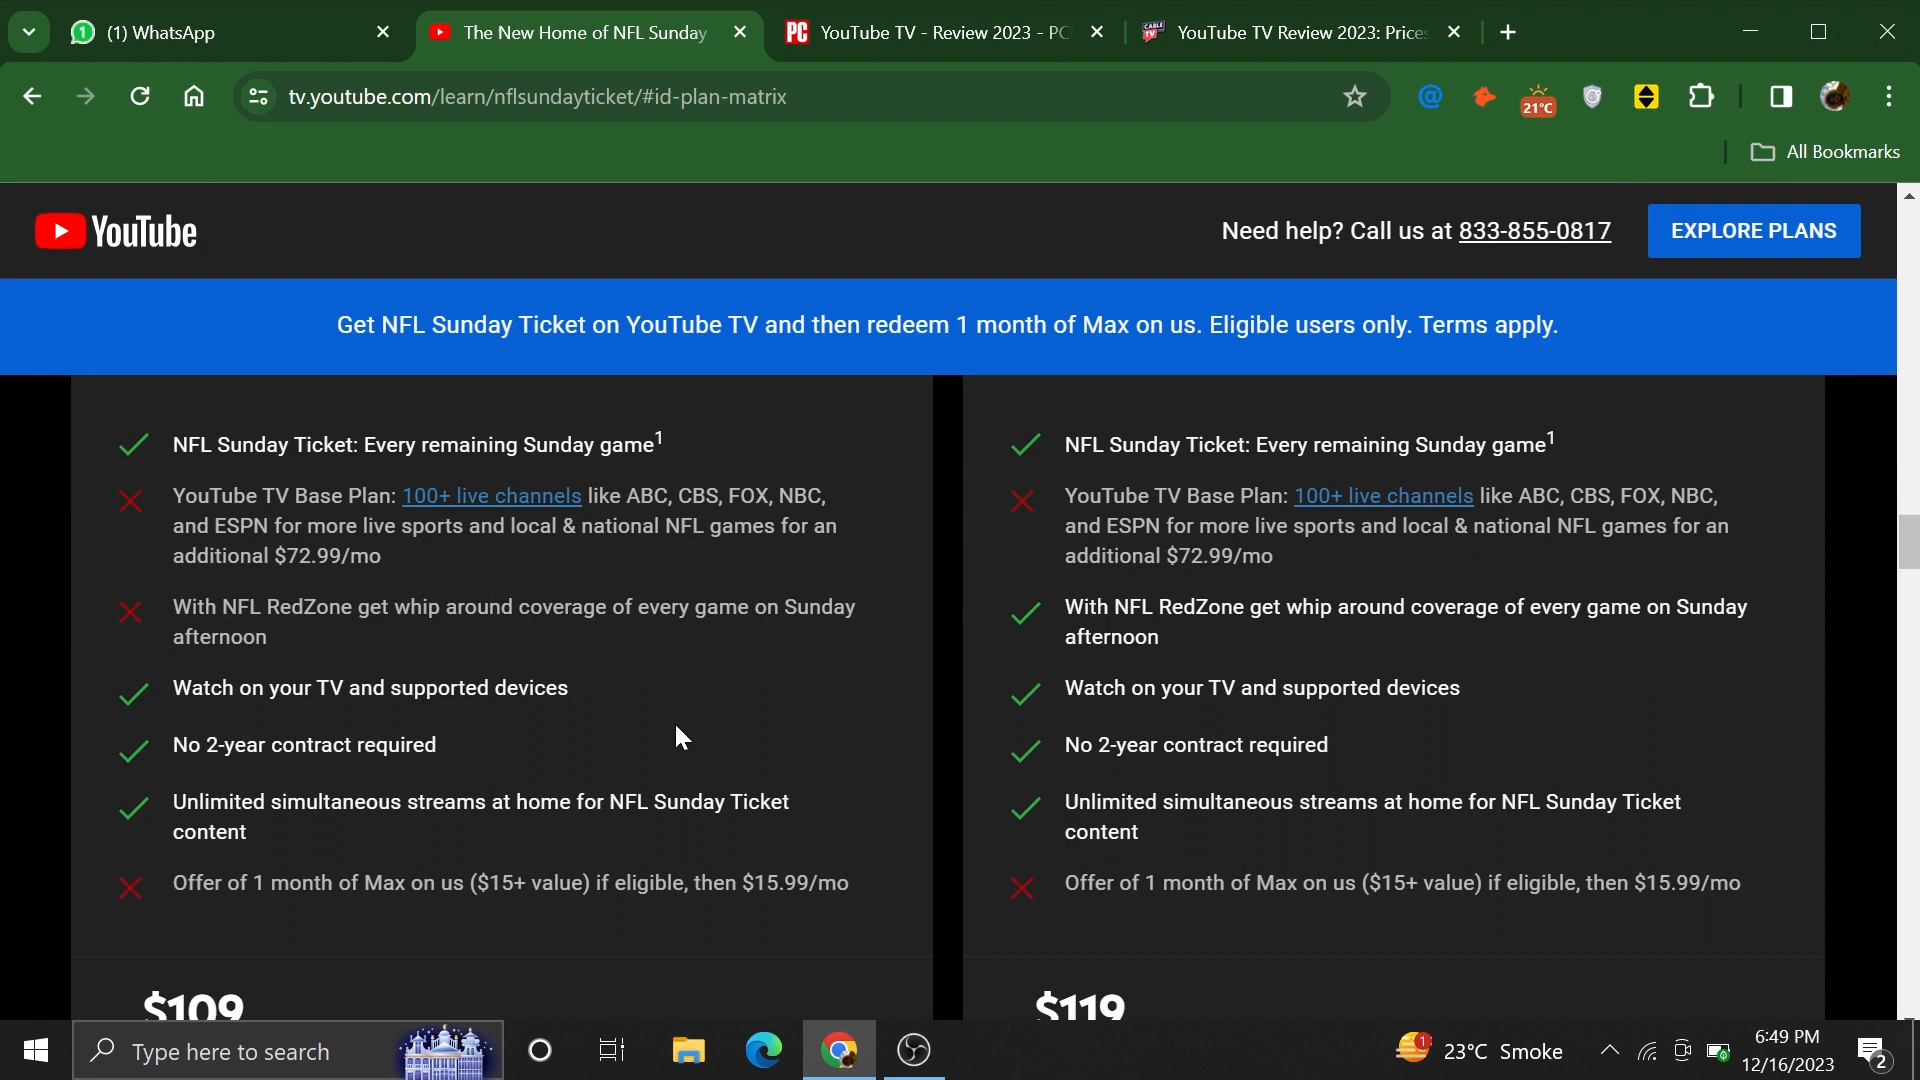 (1) WhatsApp
The New Home of NFL Sunday
PC
YouTube TV - Review 2023 - PC
CABLE TV
YouTube TV Review 2023: Prices
tv.youtube.com/learn/nflsundayticket/#id-plan-matrix
21°C
All Bookmarks
YouTube
Need help? Call us at 833-855-0817
EXPLORE PLANS
Get NFL Sunday Ticket on YouTube TV and then redeem 1 month of Max on us. Eligible users only. Terms apply.
NFL Sunday Ticket: Every remaining Sunday game1
YouTube TV Base Plan: 100+ live channels like ABC, CBS, FOX, NBC,
and ESPN for more live sports and local & national NFL games for an
additional $72.99/mo
With NFL RedZone get whip around coverage of every game on Sunday
afternoon
Watch on your TV and supported devices
No 2-year contract required
Unlimited simultaneous streams at home for NFL Sunday Ticket
content
Offer of 1 month of Max on us ($15+ value) if eligible, then $15.99/mo
$109
NFL Sunday Ticket: Every remaining Sunday game1
YouTube TV Base Plan: 100+ live channels like ABC, CBS, FOX, NBC,
and ESPN for more live sports and local & national NFL games for an
additional $72.99/mo
With NFL RedZone get whip around coverage of every game on Sunday
afternoon
Watch on your TV and supported devices
No 2-year contract required
Unlimited simultaneous streams at home for NFL Sunday Ticket
content
Offer of 1 month of Max on us ($15+ value) if eligible, then $15.99/mo
$119
Type here to search
1
23°C Smoke
6:49 PM
12/16/2023
2